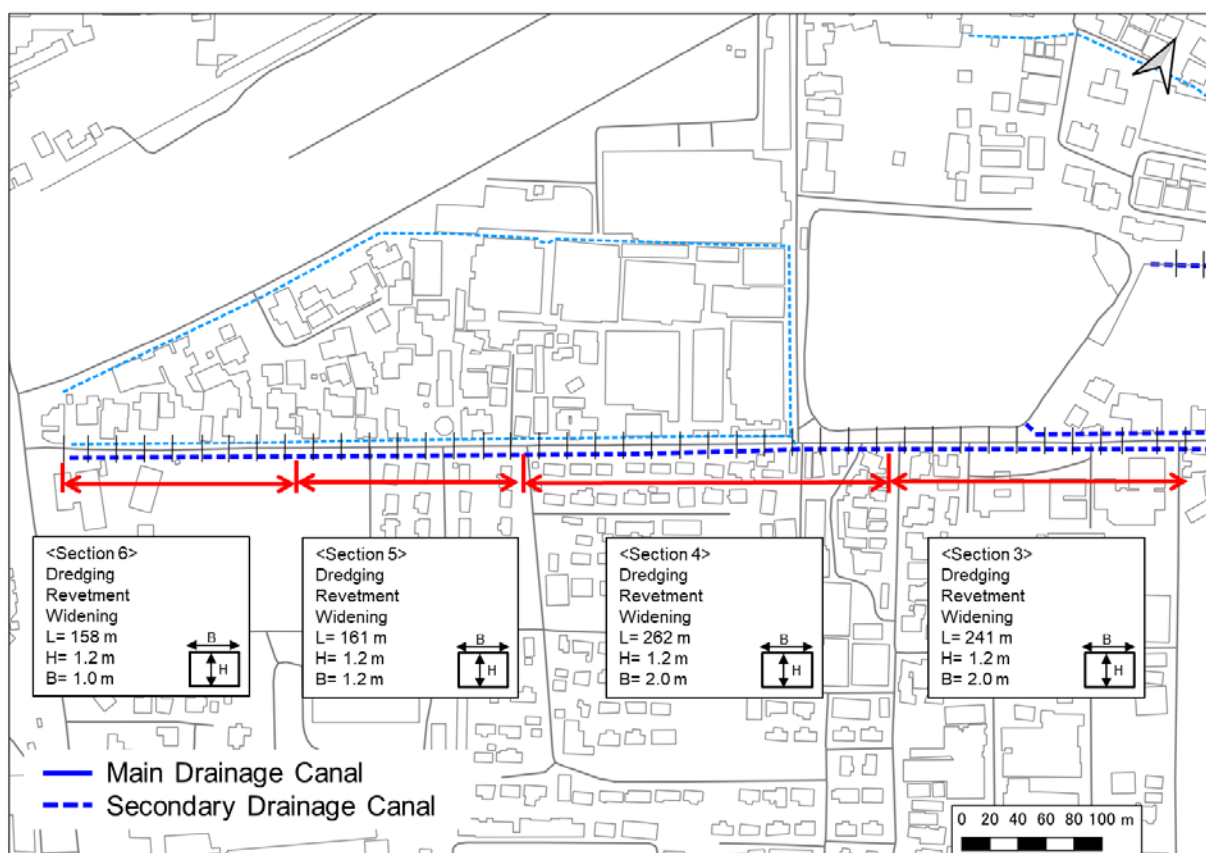 <Section 6>
Dredging
Revetment
Widening
L= 158 m
H= 1.2 m
B= 1.0 m
B
H
<Section 5>
Dredging
Revetment
Widening
L= 161 m
H= 1.2 m
B= 1.2 m
B
H
<Section 4>
Dredging
Revetment
Widening
L= 262 m
H= 1.2 m
B= 2.0 m
B
H
<Section 3>
Dredging
Revetment
Widening
L= 241 m
H= 1.2 m
B= 2.0 m
B
H
Main Drainage Canal
Secondary Drainage Canal
0 20 40 60 80 100 m